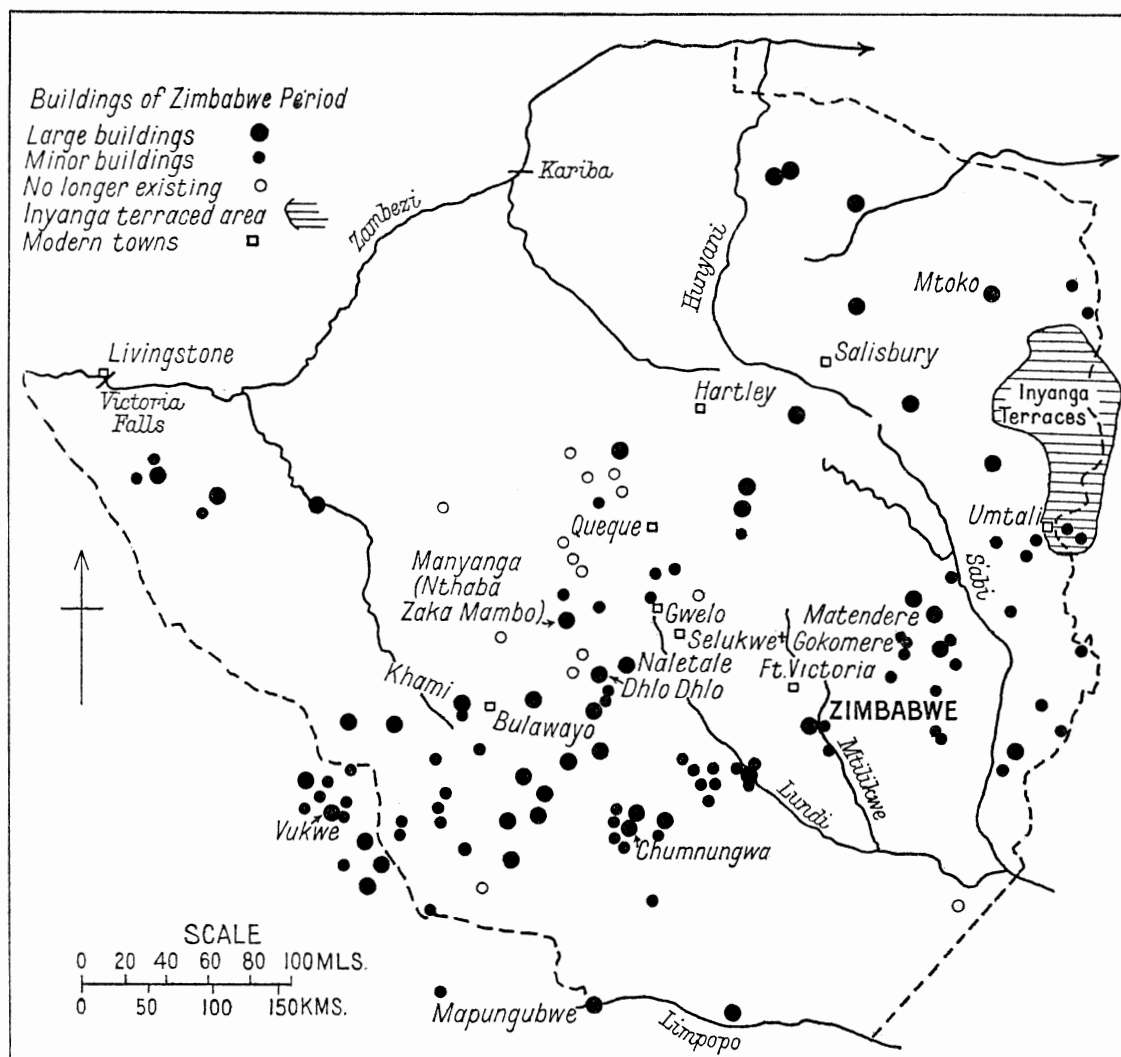 Buildings of Zimbabwe Period
Large buildings
Minor buildings
No longer existing
Inyanga terraced area
Modern towns
Kariba
Zambezi
Hunyani
Mtoko
Livingstone
Victoria
Falls
Salisbury
Hartley
Inyanga
Terraces
Queque
Umtali
Manyanga
(Nthaba
Zaka Mambo)
Sabi
Gwelo
Matendere
Selukwe
Gokomere
Naletale
Ft. Victoria
Dhlo Dhlo
Khami
Bulawayo
ZIMBABWE
Mtilikwe
Lundi
Vukwe
Chumnungwa
SCALE
0 20 40 60 80 100 MLS.
0 50 100 150 KMS.
Mapungubwe
Limpopo